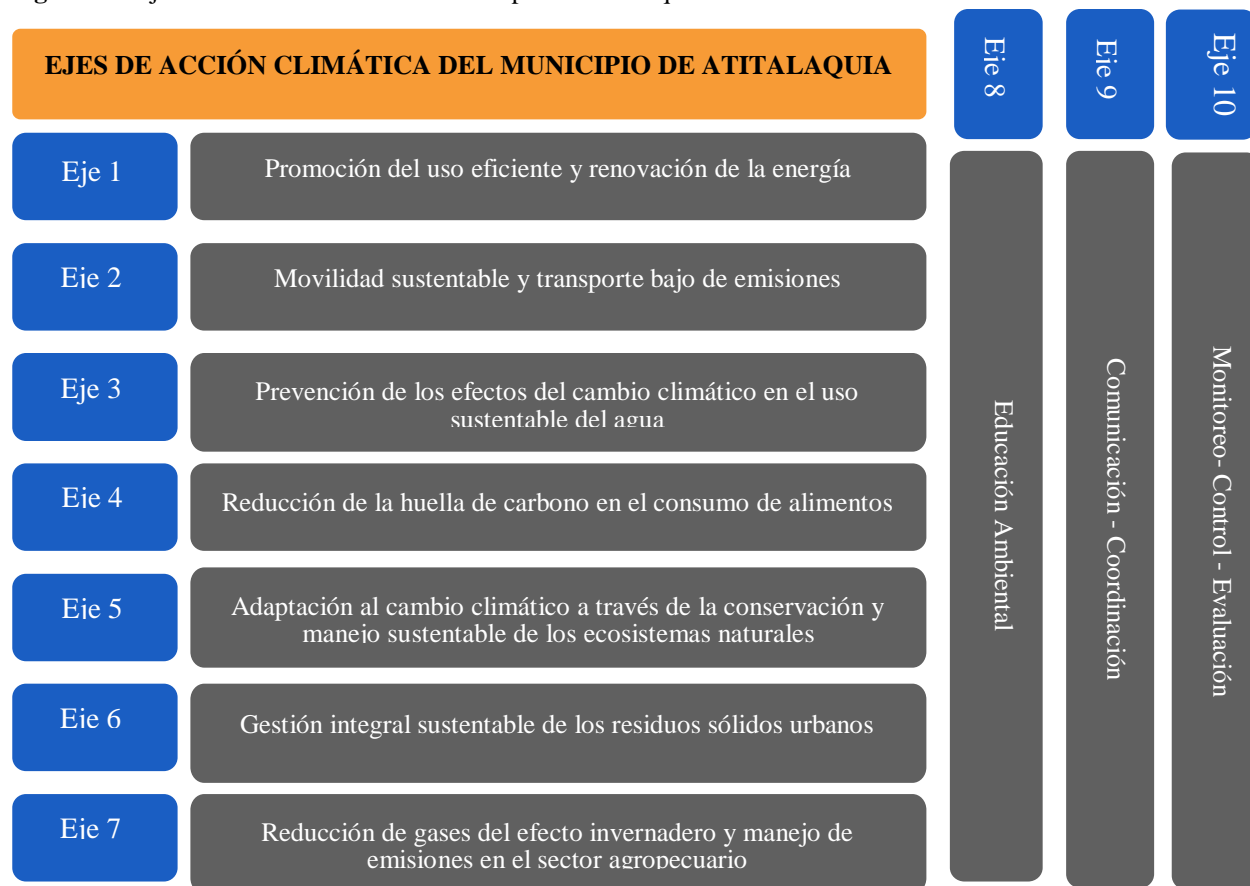 EJES DE ACCIÓN CLIMÁTICA DEL MUNICIPIO DE ATITALAQUIA
Eje 1
Promoción del uso eficiente y renovación de la energía
Eje 2
Movilidad sustentable y transporte bajo de emisiones
Eje 3
Prevención de los efectos del cambio climático en el uso
sustentable del agua
Eje 4
Reducción de la huella de carbono en el consumo de alimentos
Eje 5
Adaptación al cambio climático a través de la conservación y
manejo sustentable de los ecosistemas naturales
Eje 6
Gestión integral sustentable de los residuos sólidos urbanos
Eje 7
Reducción de gases del efecto invernadero y manejo de
emisiones en el sector agropecuario
Eje 8
Educación Ambiental
Eje 9
Comunicación - Coordinación
Eje 10
Monitoreo- Control - Evaluación